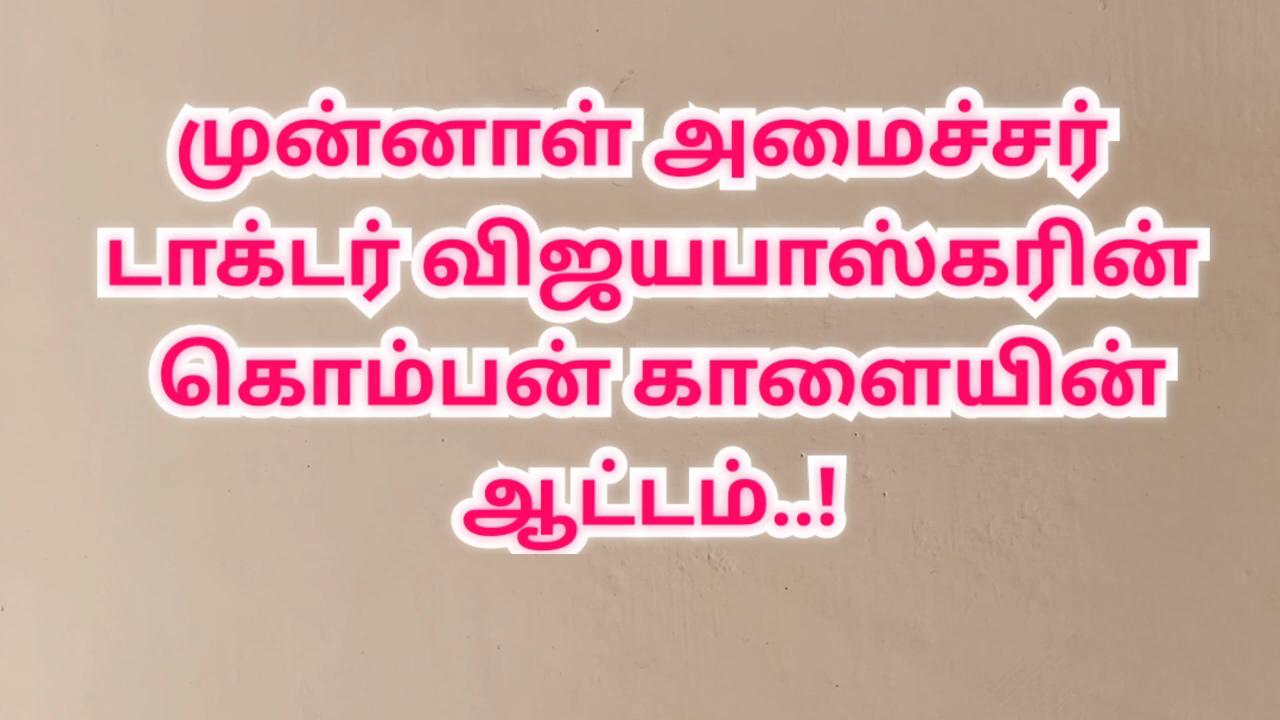 முன்னாள் அமைச்சர்
டாக்டர் விஜயபாஸ்கரின்
கொம்பன் காளையின்
ஆட்டம்..!